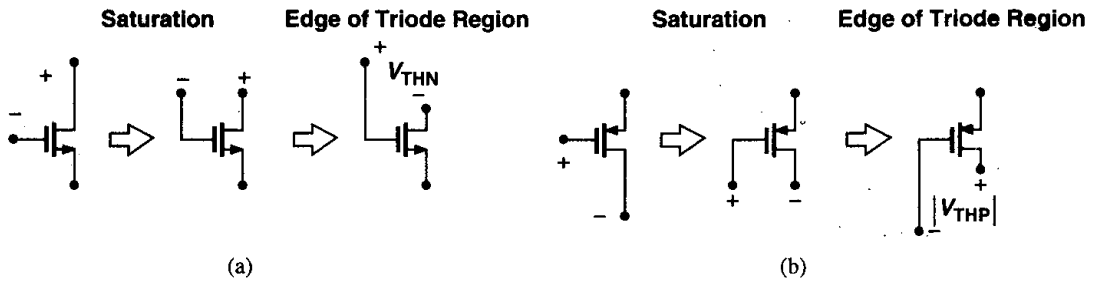 Saturation Edge of Triode Region Saturation Edge of Triode Region
+ − − + + V_THN − + − + − + |V_THP| −
(a) (b)